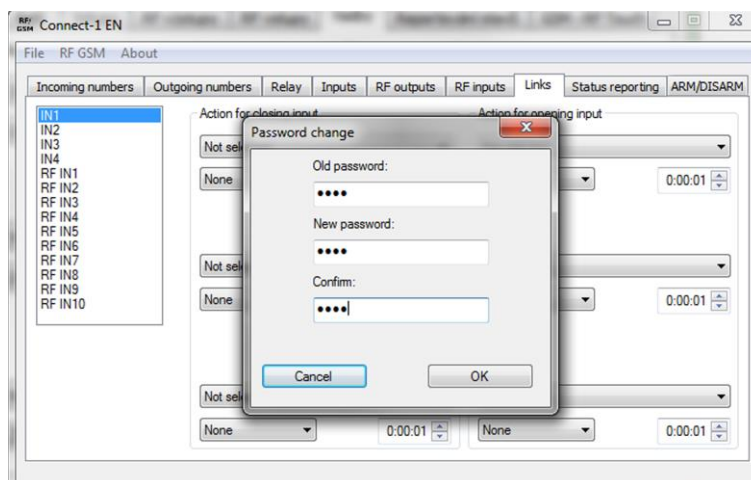 RF/
GSM Connect-1 EN
File RF GSM About
Incoming numbers Outgoing numbers Relay Inputs RF outputs RF inputs Links Status reporting ARM/DISARM
IN1
IN2
IN3
IN4
RF IN1
RF IN2
RF IN3
RF IN4
RF IN5
RF IN6
RF IN7
RF IN8
RF IN9
RF IN10
Action for closing input
Action for opening input
Not sel
None
0:00:01
Not sel
None
0:00:01
Not sel
None 0:00:01 None 0:00:01
Password change
Old password:
••••
New password:
••••
Confirm:
••••
Cancel OK